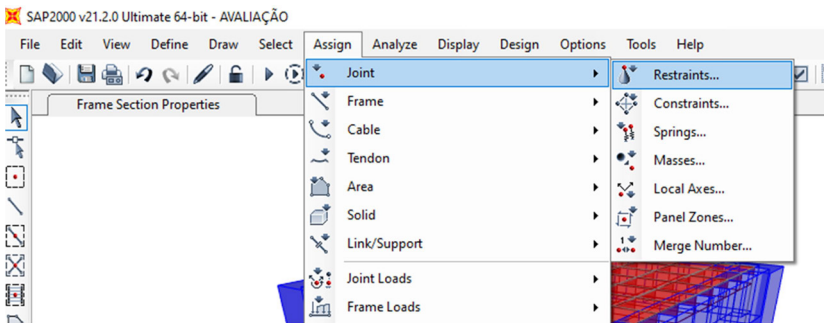 SAP2000 v21.2.0 Ultimate 64-bit - AVALIAÇÃO
File Edit View Define Draw Select Assign Analyze Display Design Options Tools Help
Frame Section Properties
Joint
Frame
Cable
Tendon
Area
Solid
Link/Support
Joint Loads
Frame Loads
Restraints...
Constraints...
Springs...
Masses...
Local Axes...
Panel Zones...
Merge Number...